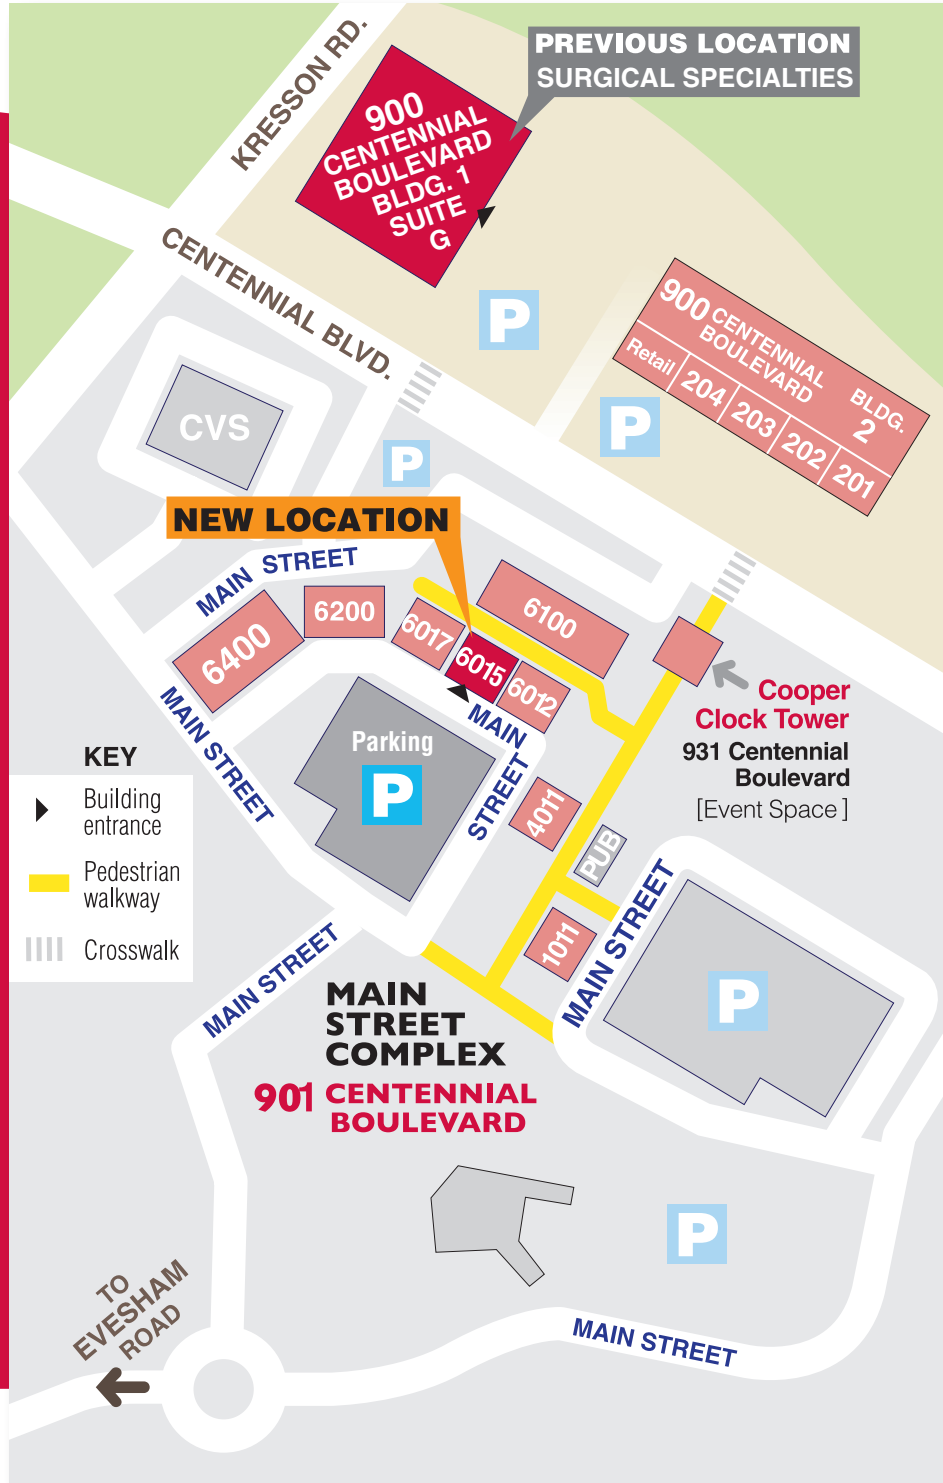 KRESSON RD.
PREVIOUS LOCATION
SURGICAL SPECIALTIES
900
CENTENNIAL
BOULEVARD
BLDG. 1
SUITE
G
CENTENNIAL BLVD.
P
900 CENTENNIAL
BOULEVARD
BLDG.
2
Retail
204
203
202
201
P
CVS
P
NEW LOCATION
MAIN STREET
6400
6200
6017
6015
6012
6100
MAIN STREET
MAIN
STREET
Parking
P
Cooper
Clock Tower
931 Centennial
Boulevard
[Event Space ]
4011
PUB
1011
KEY
Building
entrance
Pedestrian
walkway
Crosswalk
MAIN STREET
MAIN STREET
P
MAIN
STREET
COMPLEX
901 CENTENNIAL
BOULEVARD
P
TO
EVESHAM
ROAD
MAIN STREET